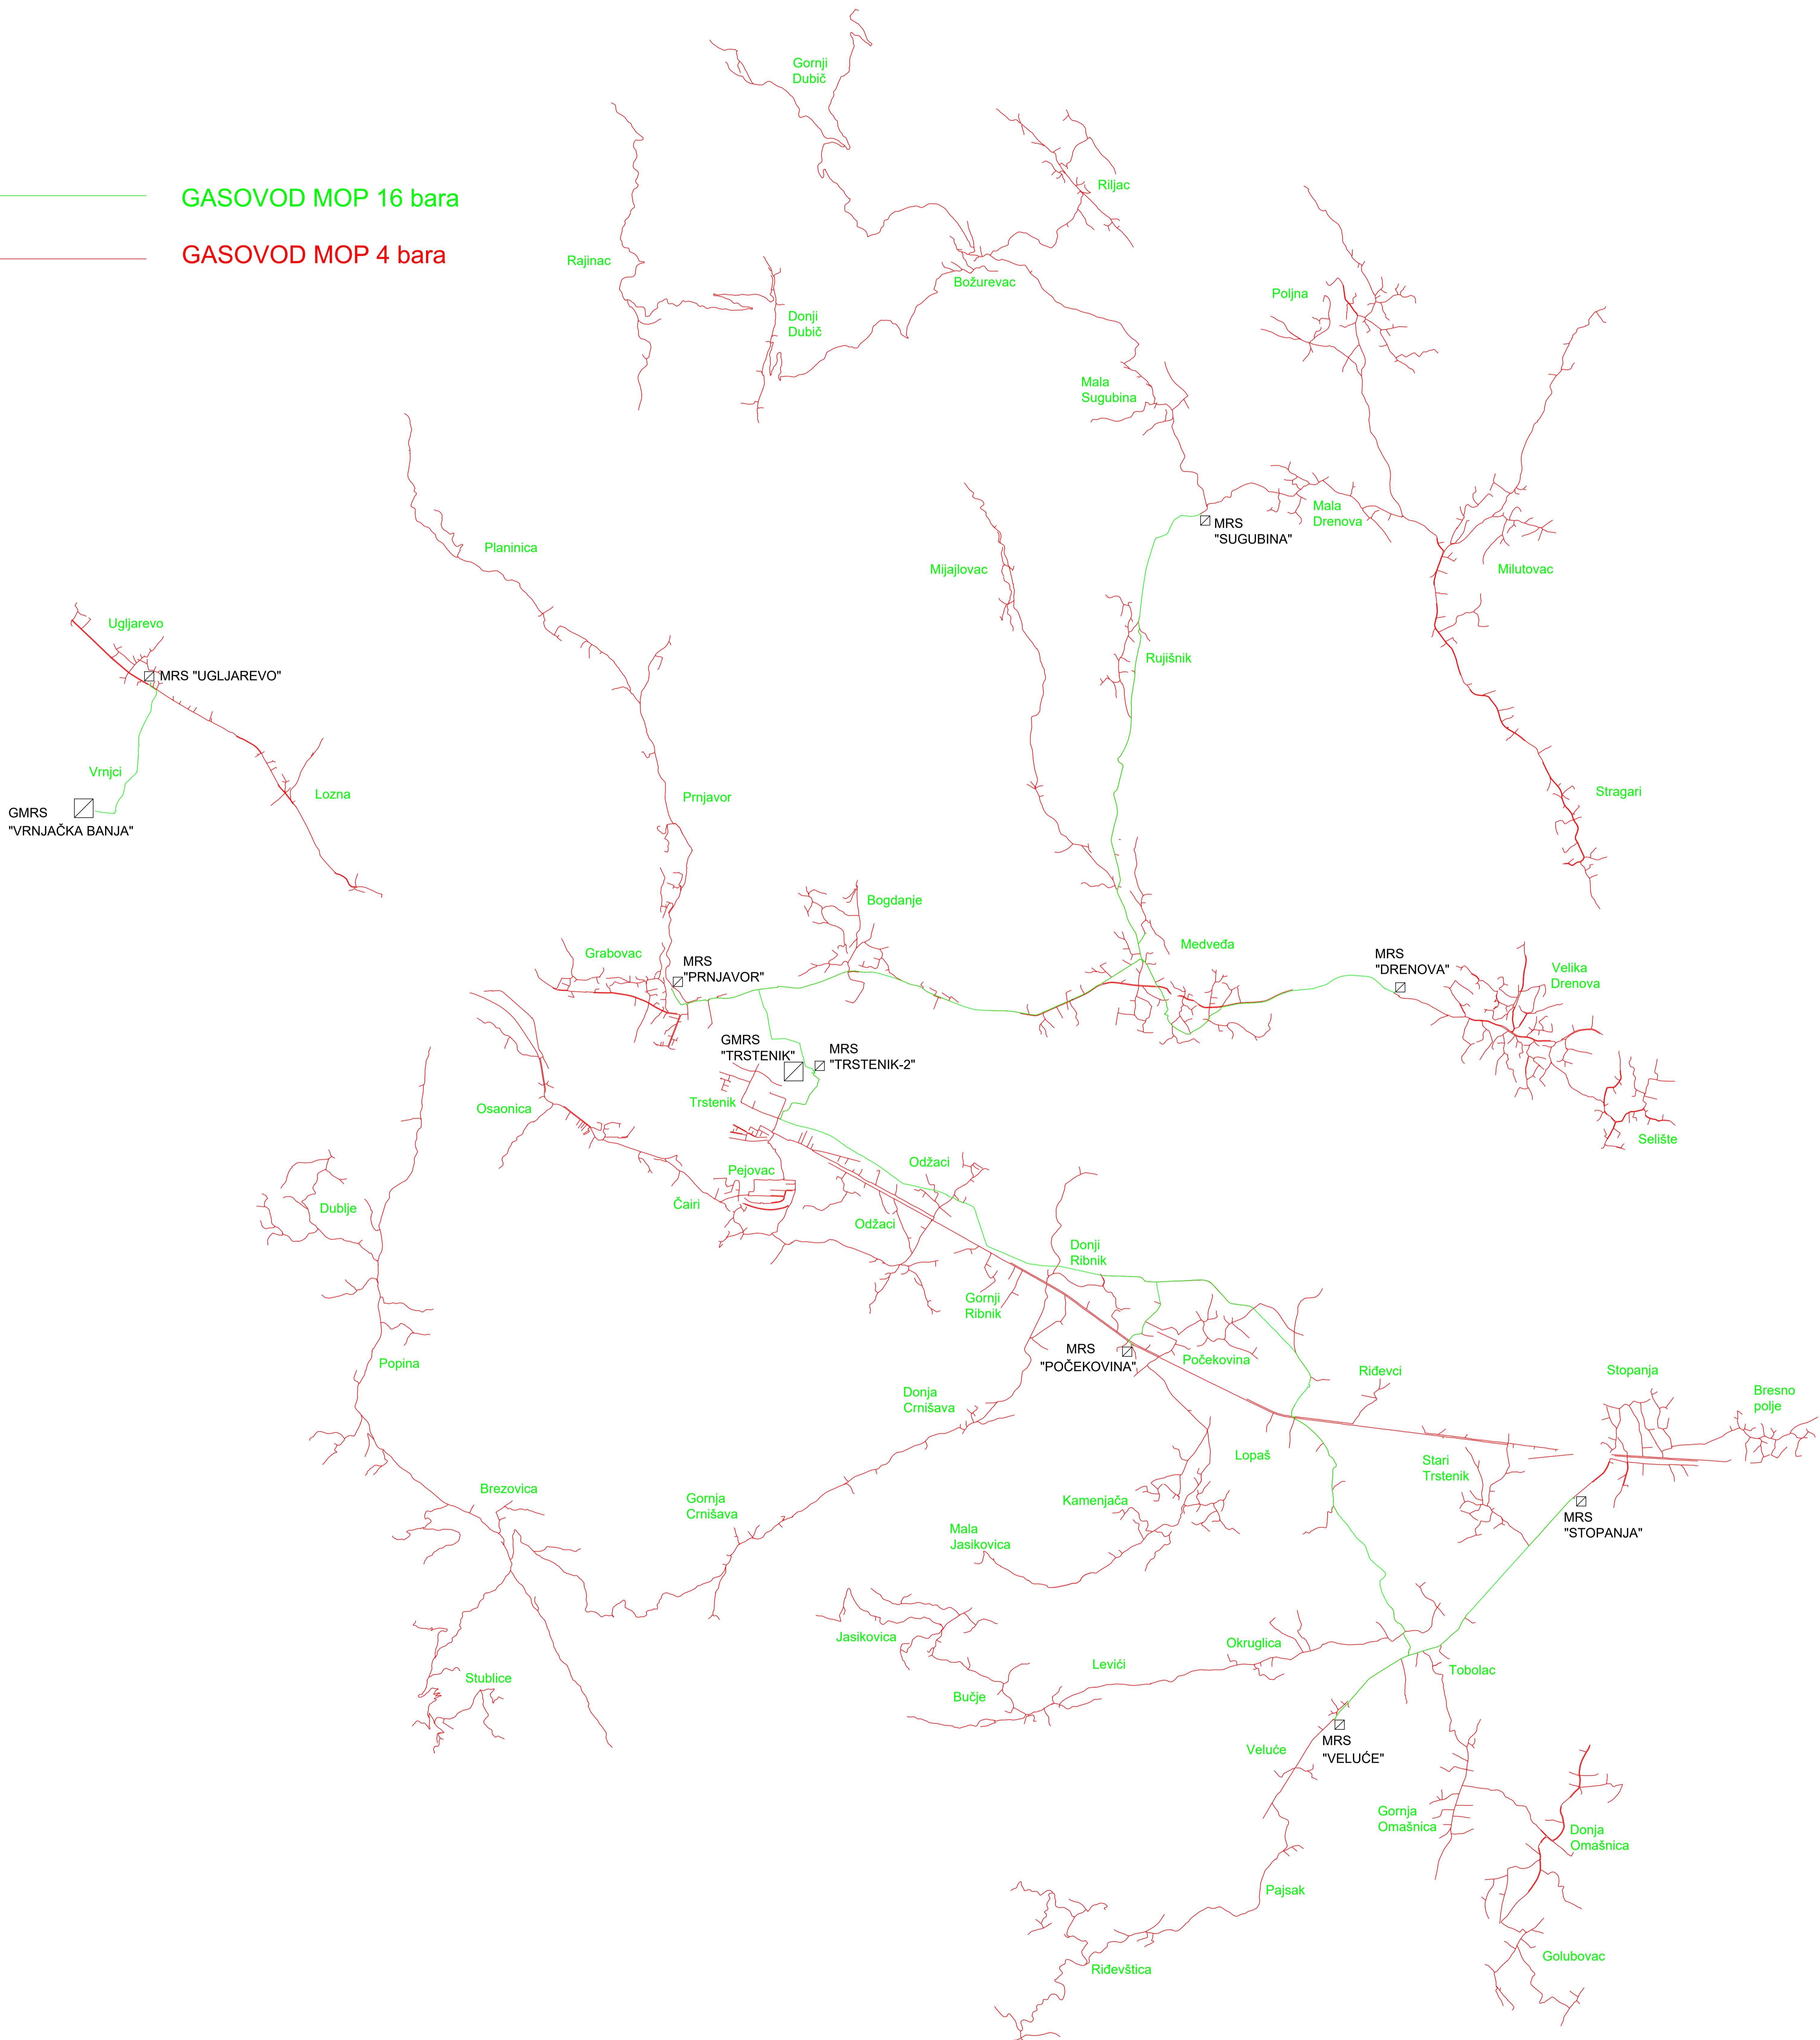 Gornji
Dubič
GASOVOD MOP 16 bara
GASOVOD MOP 4 bara
Riljac
Rajinac
Božurevac
Poljna
Donji
Dubič
Mala
Sugubina
Mala
Drenova
MRS
"SUGUBINA"
Planinica
Mijajlovac
Milutovac
Ugljarevo
Rujišnik
MRS "UGLJAREVO"
Vrnjci
Lozna
Prnjavor
Stragari
GMRS
"VRNJAČKA BANJA"
Bogdanje
Grabovac
Medveđa
MRS
"PRNJAVOR"
MRS
"DRENOVA"
Velika
Drenova
GMRS
"TRSTENIK"
MRS
"TRSTENIK-2"
Trstenik
Osaonica
Selište
Pejovac
Odžaci
Čairi
Dublje
Odžaci
Donji
Ribnik
Gornji
Ribnik
MRS
"POČEKOVINA"
Počekovina
Popina
Riđevci
Stopanja
Bresno
polje
Donja
Crnišava
Lopaš
Stari
Trstenik
Brezovica
Gornja
Crnišava
Kamenjača
MRS
"STOPANJA"
Mala
Jasikovica
Jasikovica
Okruglica
Levići
Tobolac
Stublice
Bučje
MRS
"VELUĆE"
Veluće
Gornja
Omašnica
Donja
Omašnica
Pajsak
Golubovac
Riđevštica